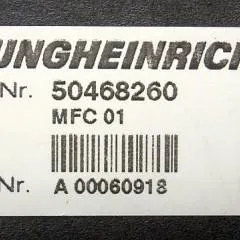 UNGHEINRICH
Nr. 50468260
MFC 01
Nr. A 00060918